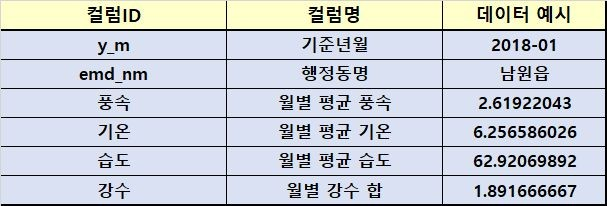 컬럼ID 컬럼명 데이터 예시
y_m 기준년월 2018-01
emd_nm 행정동명 남원읍
풍속 월별 평균 풍속 2.61922043
기온 월별 평균 기온 6.256586026
습도 월별 평균 습도 62.92069892
강수 월별 강수 합 1.891666667